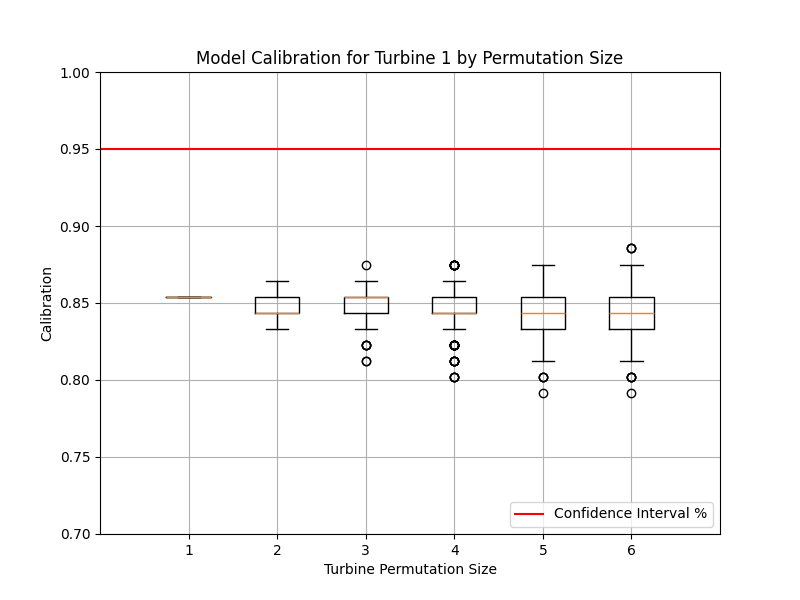 Model Calibration for Turbine 1 by Permutation Size
1.00
0.95
0.90
0.85
0.80
0.75
0.70
Calibration
Confidence Interval %
1 2 3 4 5 6
Turbine Permutation Size